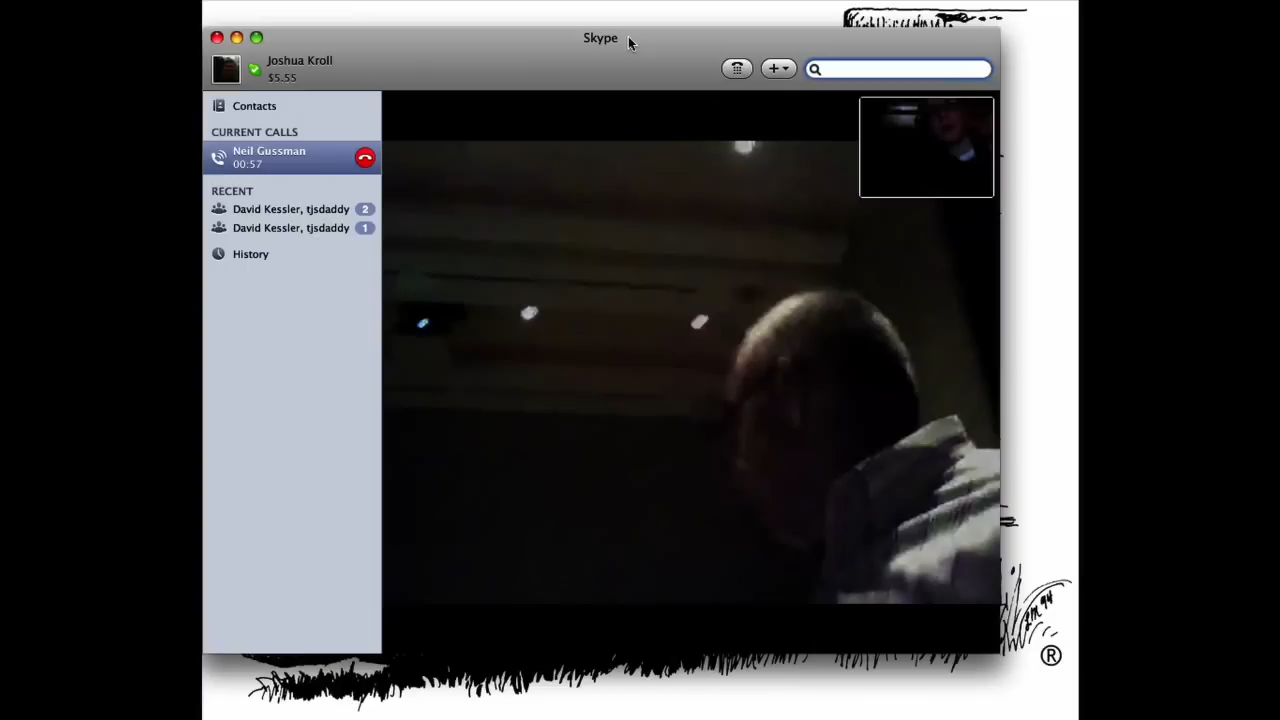 Skype
Joshua Kroll
$5.55
Contacts
CURRENT CALLS
Neil Gussman
00:57
RECENT
David Kessler, tjsdaddy 2
David Kessler, tjsdaddy 1
History
®